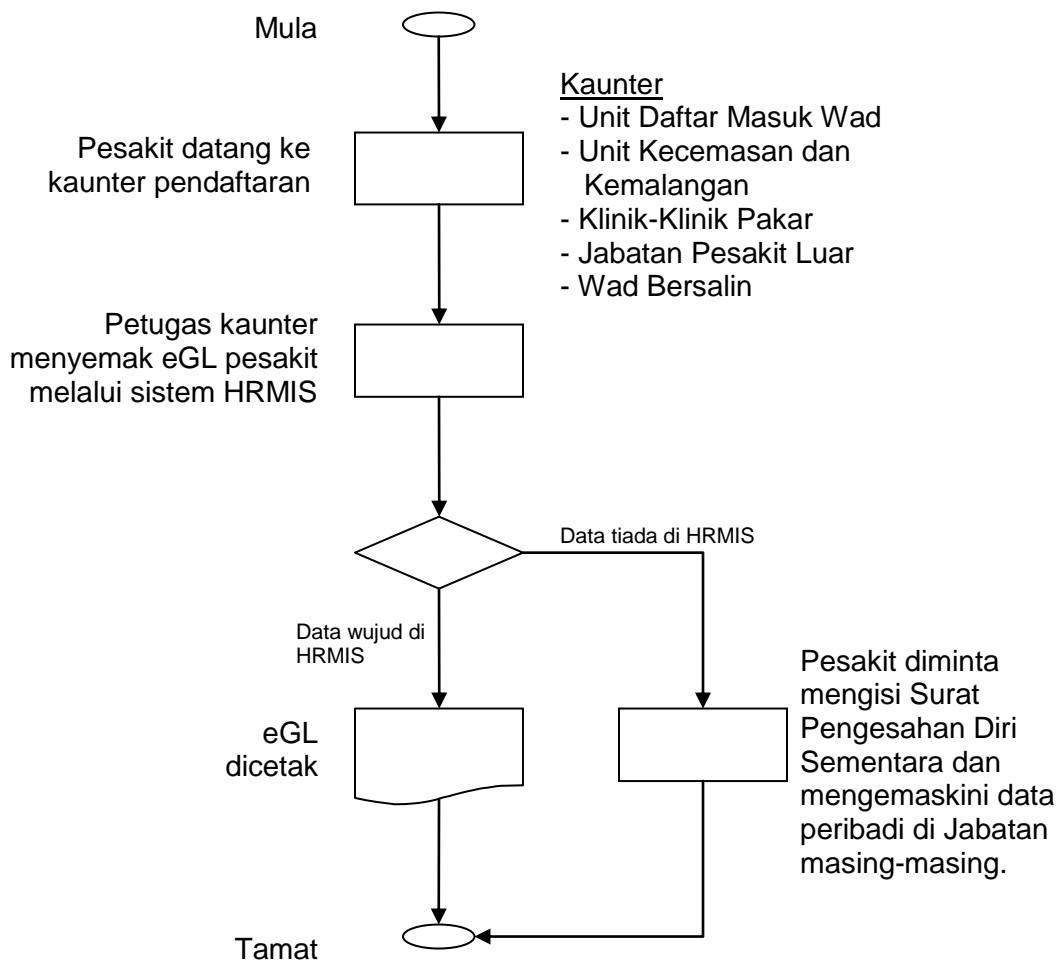 Mula
Pesakit datang ke
kaunter pendaftaran
Kaunter
- Unit Daftar Masuk Wad
- Unit Kecemasan dan
Kemalangan
- Klinik-Klinik Pakar
- Jabatan Pesakit Luar
- Wad Bersalin
Petugas kaunter
menyemak eGL pesakit
melalui sistem HRMIS
Data tiada di HRMIS
Data wujud di
HRMIS
eGL
dicetak
Pesakit diminta
mengisi Surat
Pengesahan Diri
Sementara dan
mengemaskini data
peribadi di Jabatan
masing-masing.
Tamat